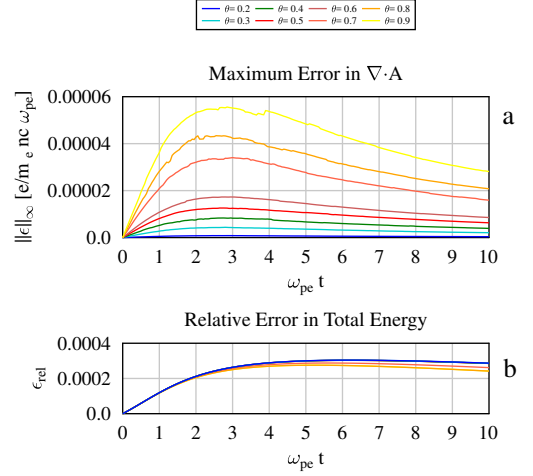 θ= 0.2 θ= 0.4 θ= 0.6 θ= 0.8
θ= 0.3 θ= 0.5 θ= 0.7 θ= 0.9
Maximum Error in ∇·A
a
||ϵ||∞ [e/m e nc ωpe]
0.00006
0.00004
0.00002
0.0
0 1 2 3 4 5 6 7 8 9 10
ωpe t
Relative Error in Total Energy
b
ϵrel
0.0004
0.0002
0.0
0 1 2 3 4 5 6 7 8 9 10
ωpe t